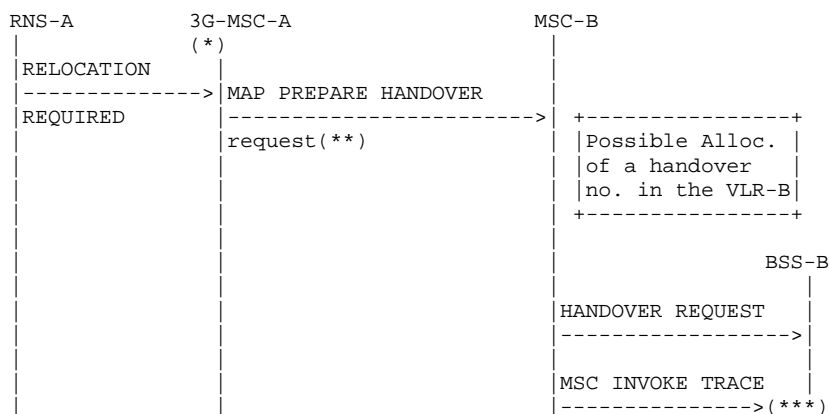 RNS-A 3G-MSC-A MSC-B
(*)
RELOCATION
MAP PREPARE HANDOVER
REQUIRED
request(**)
Possible Alloc.
of a handover
no. in the VLR-B
BSS-B
HANDOVER REQUEST
MSC INVOKE TRACE
(***)